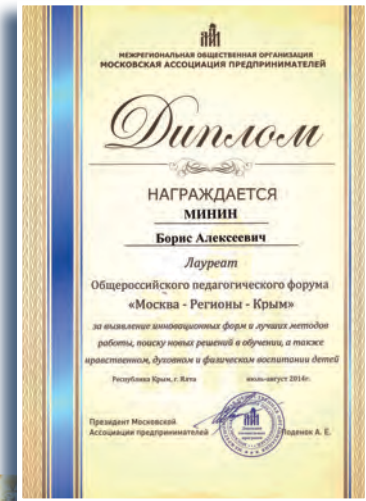 МЕЖРЕГИОНАЛЬНАЯ ОБЩЕСТВЕННАЯ ОРГАНИЗАЦИЯ
МОСКОВСКАЯ АССОЦИАЦИЯ ПРЕДПРИНИМАТЕЛЕЙ
Диплом
НАГРАЖДАЕТСЯ
МИНИН
Борис Алексеевич
Лауреат
Общероссийского педагогического форума
«Москва - Регионы - Крым»
за выявление инновационных форм и лучших методов
работы, поиску новых решений в обучении, а также
нравственном, духовном и физическом воспитании детей
Республика Крым, г. Ялта июль-август 2014г.
Президент Московской
Ассоциации предпринимателей Поденок А. Е.